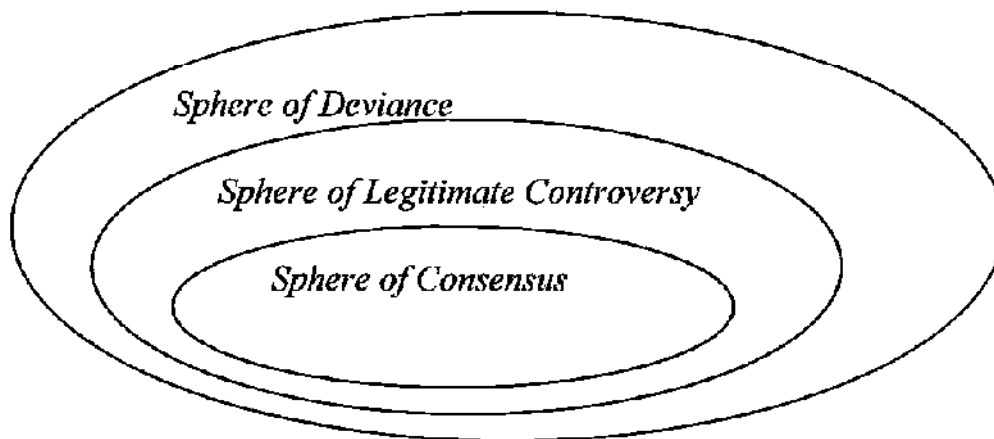 Sphere of Deviance
Sphere of Legitimate Controversy
Sphere of Consensus